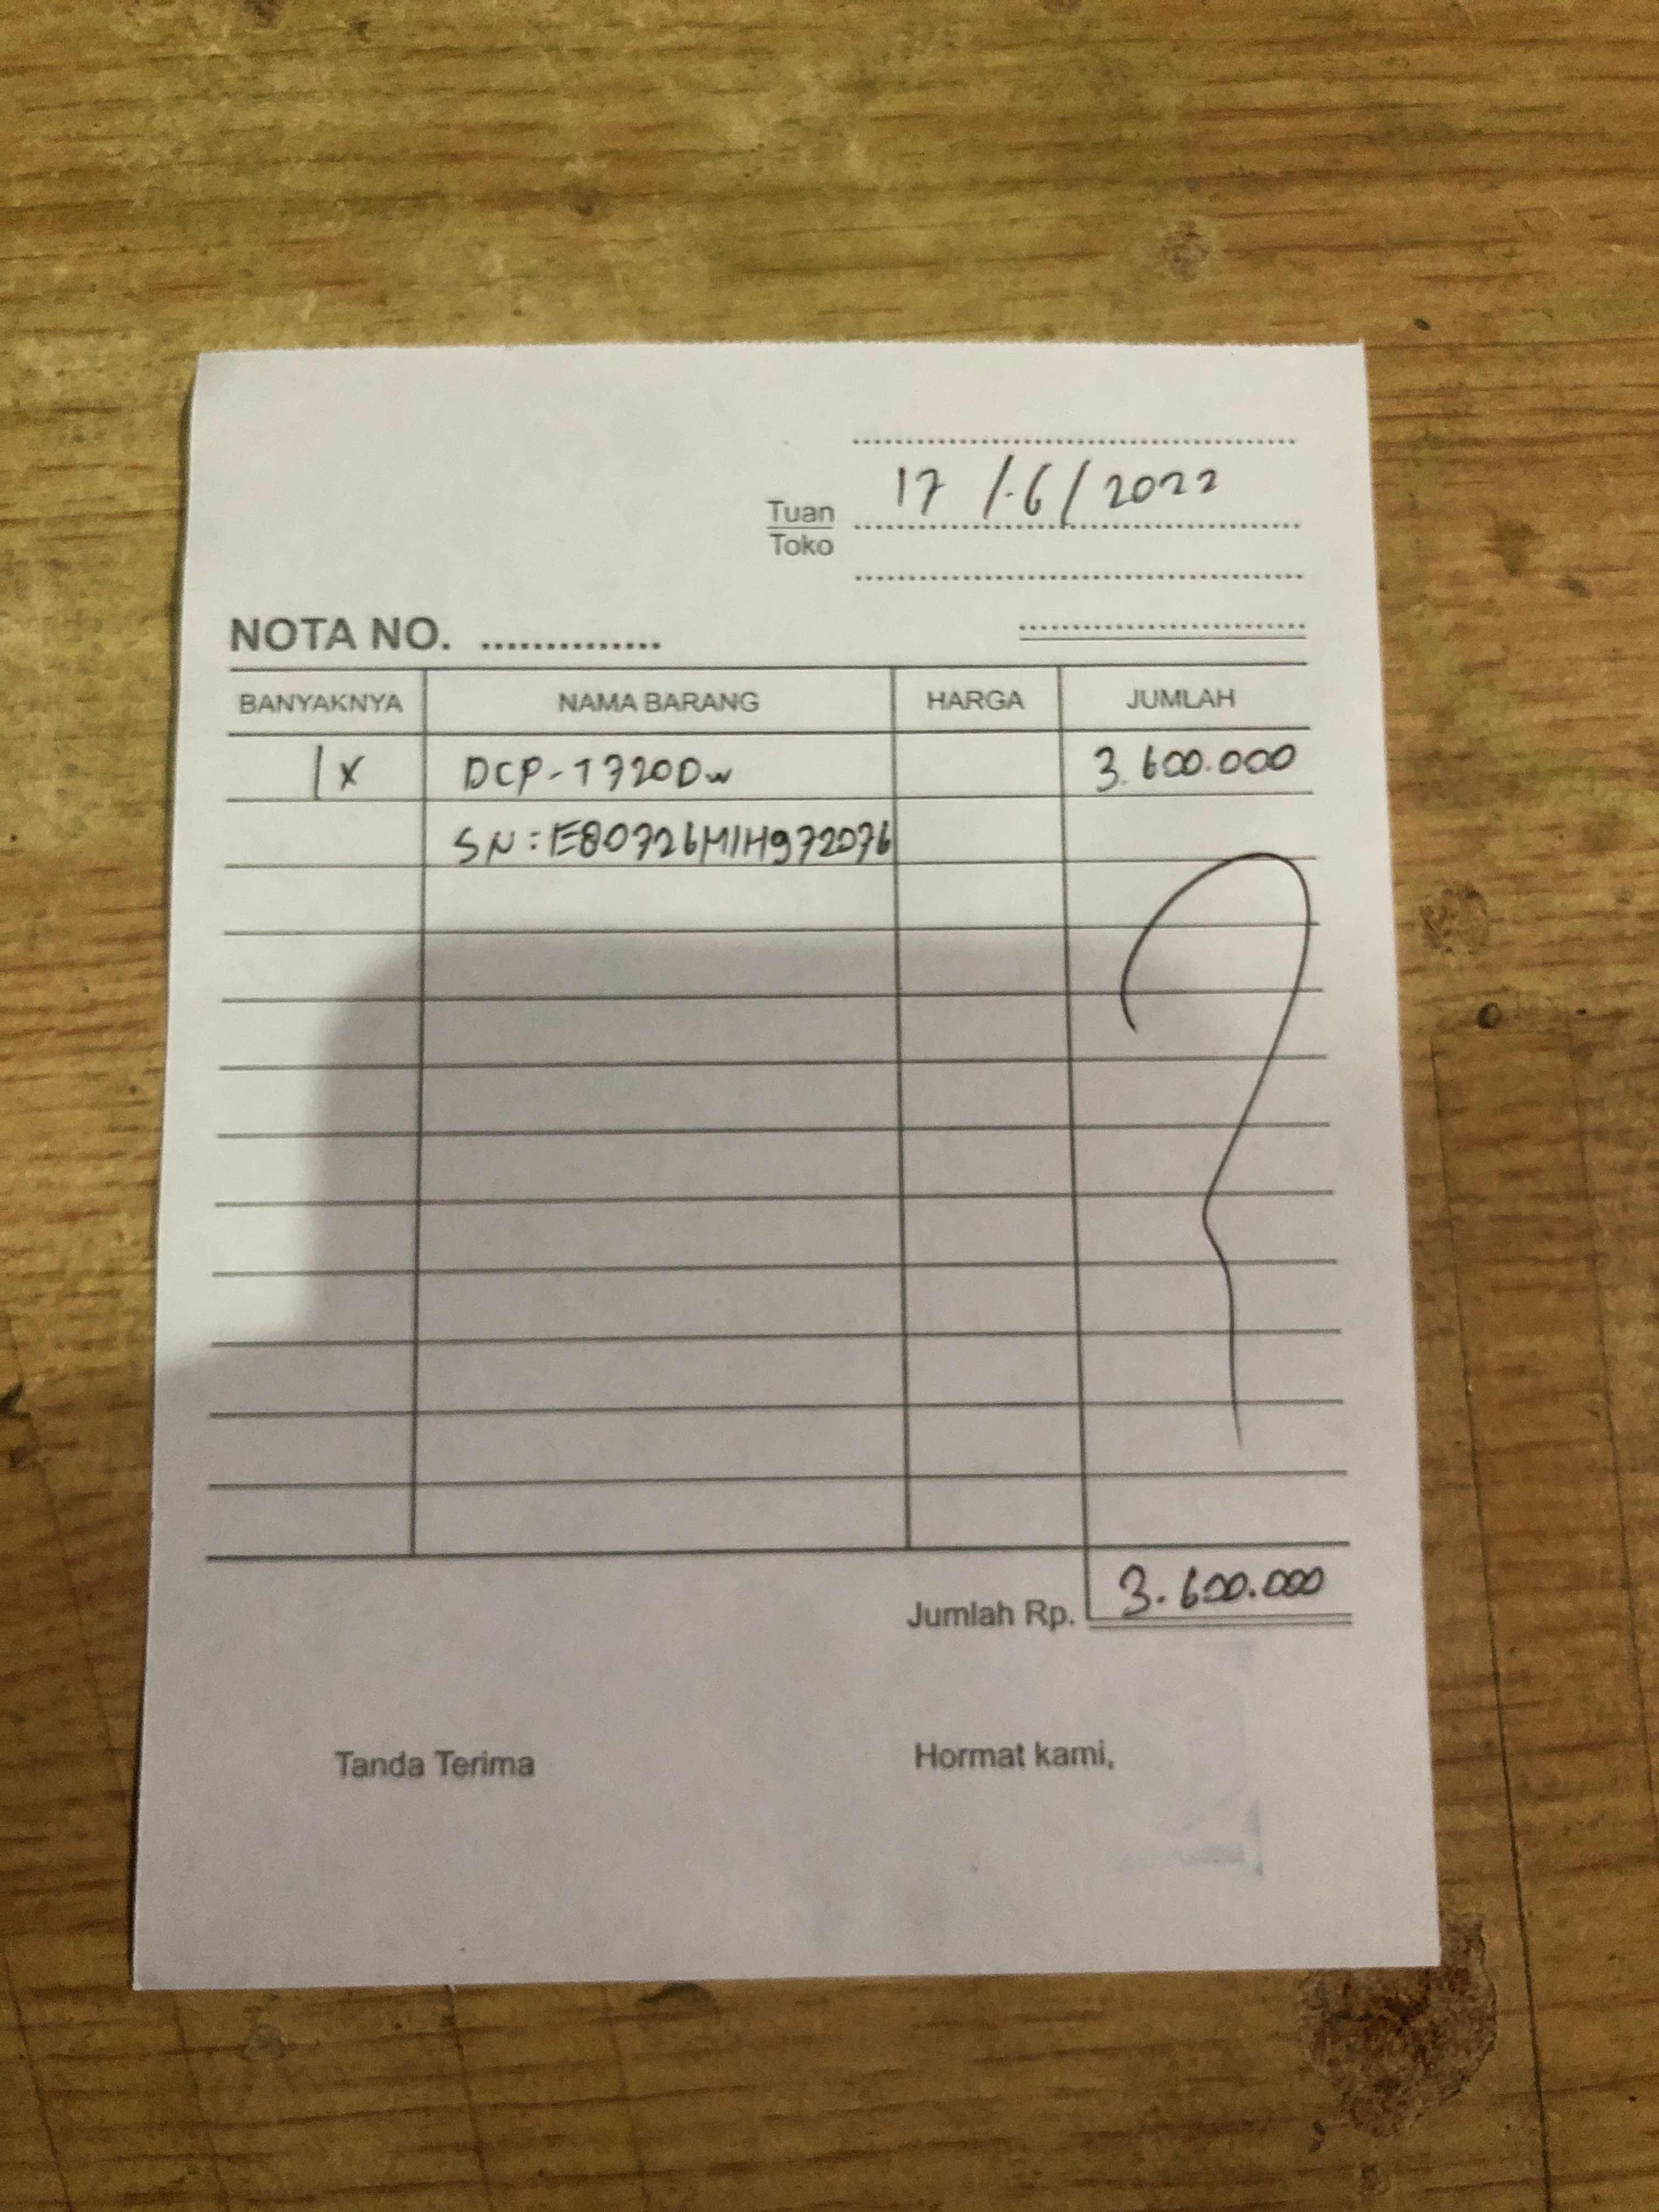 17 / 6 / 2022
Tuan
Toko
NOTA NO. ..............
BANYAKNYA NAMA BARANG HARGA JUMLAH
1x DCP-T720DW 3.600.000
SN: E80726M1H972076
Jumlah Rp. 3.600.000
Tanda Terima Hormat kami,